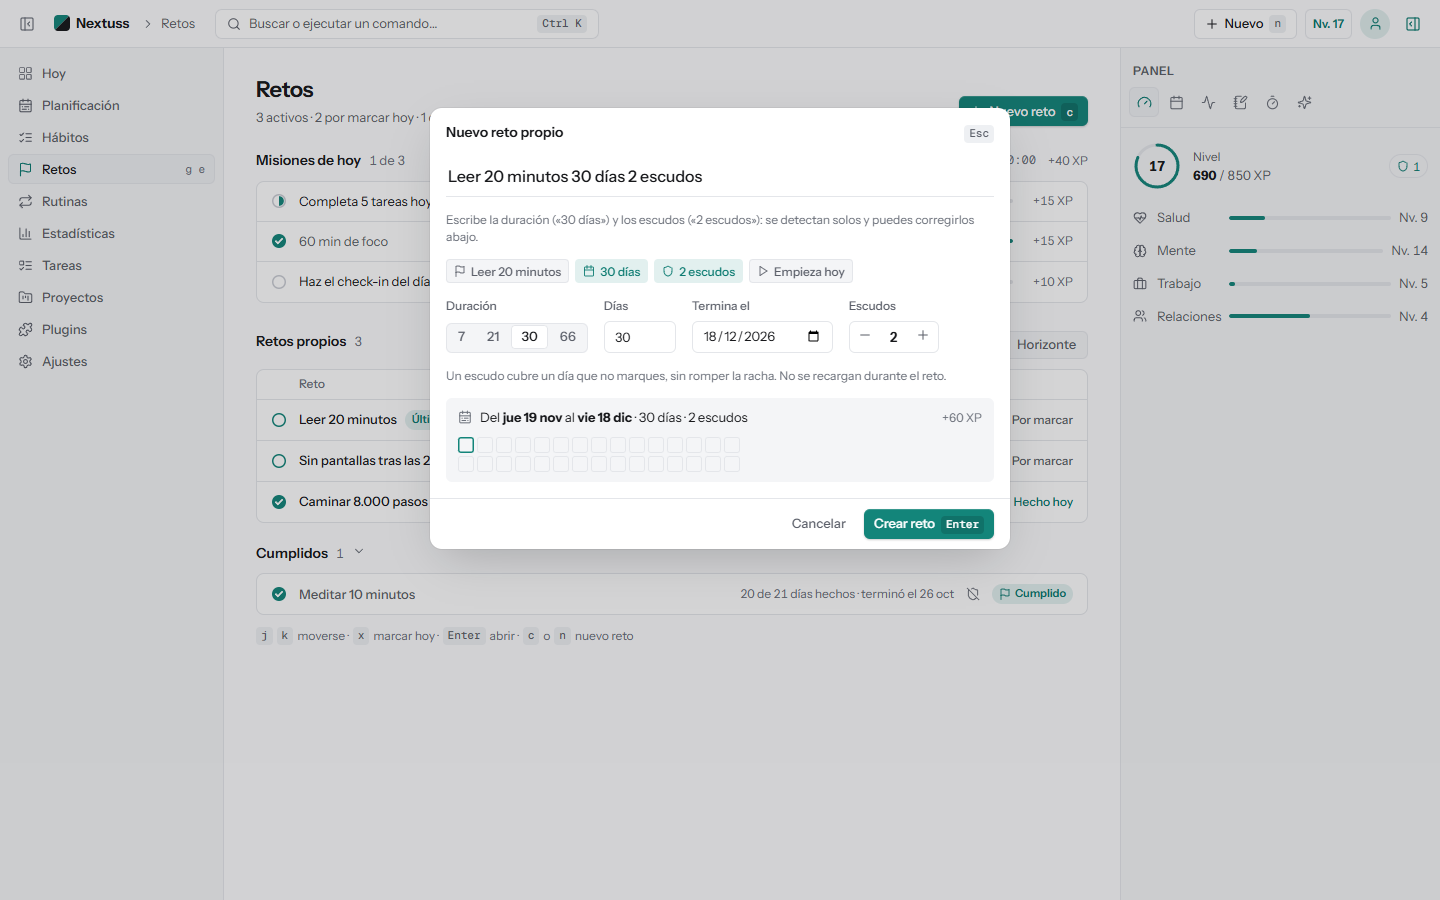 Nextuss
Retos
Buscar o ejecutar un comando...
Ctrl K
Nuevo
n
Nv. 17
Hoy
Planificación
Hábitos
Retos
g e
Rutinas
Estadísticas
Tareas
Proyectos
Plugins
Ajustes
Retos
3 activos · 2 por marcar hoy · 1
c
Misiones de hoy
1 de 3
+40 XP
Completa 5 tareas hoy
+15 XP
60 min de foco
+15 XP
Haz el check-in del día
+10 XP
Retos propios
3
Horizonte
Reto
Leer 20 minutos
Por marcar
Sin pantallas tras las 2
Por marcar
Caminar 8.000 pasos
Hecho hoy
Nuevo reto propio
Esc
Leer 20 minutos 30 días 2 escudos
Escribe la duración («30 días») y los escudos («2 escudos»): se detectan solos y puedes corregirlos
abajo.
Leer 20 minutos
30 días
2 escudos
Empieza hoy
Duración
Días
Termina el
Escudos
7
21
30
66
30
18/12/2026
2
Un escudo cubre un día que no marques, sin romper la racha. No se recargan durante el reto.
Del jue 19 nov al vie 18 dic · 30 días · 2 escudos
+60 XP
Cancelar
Crear reto
Enter
Cumplidos
1
Meditar 10 minutos
20 de 21 días hechos · terminó el 26 oct
Cumplido
j k moverse · x marcar hoy · Enter abrir · c o n nuevo reto
PANEL
17
Nivel
690 / 850 XP
1
Salud
Nv. 9
Mente
Nv. 14
Trabajo
Nv. 5
Relaciones
Nv. 4